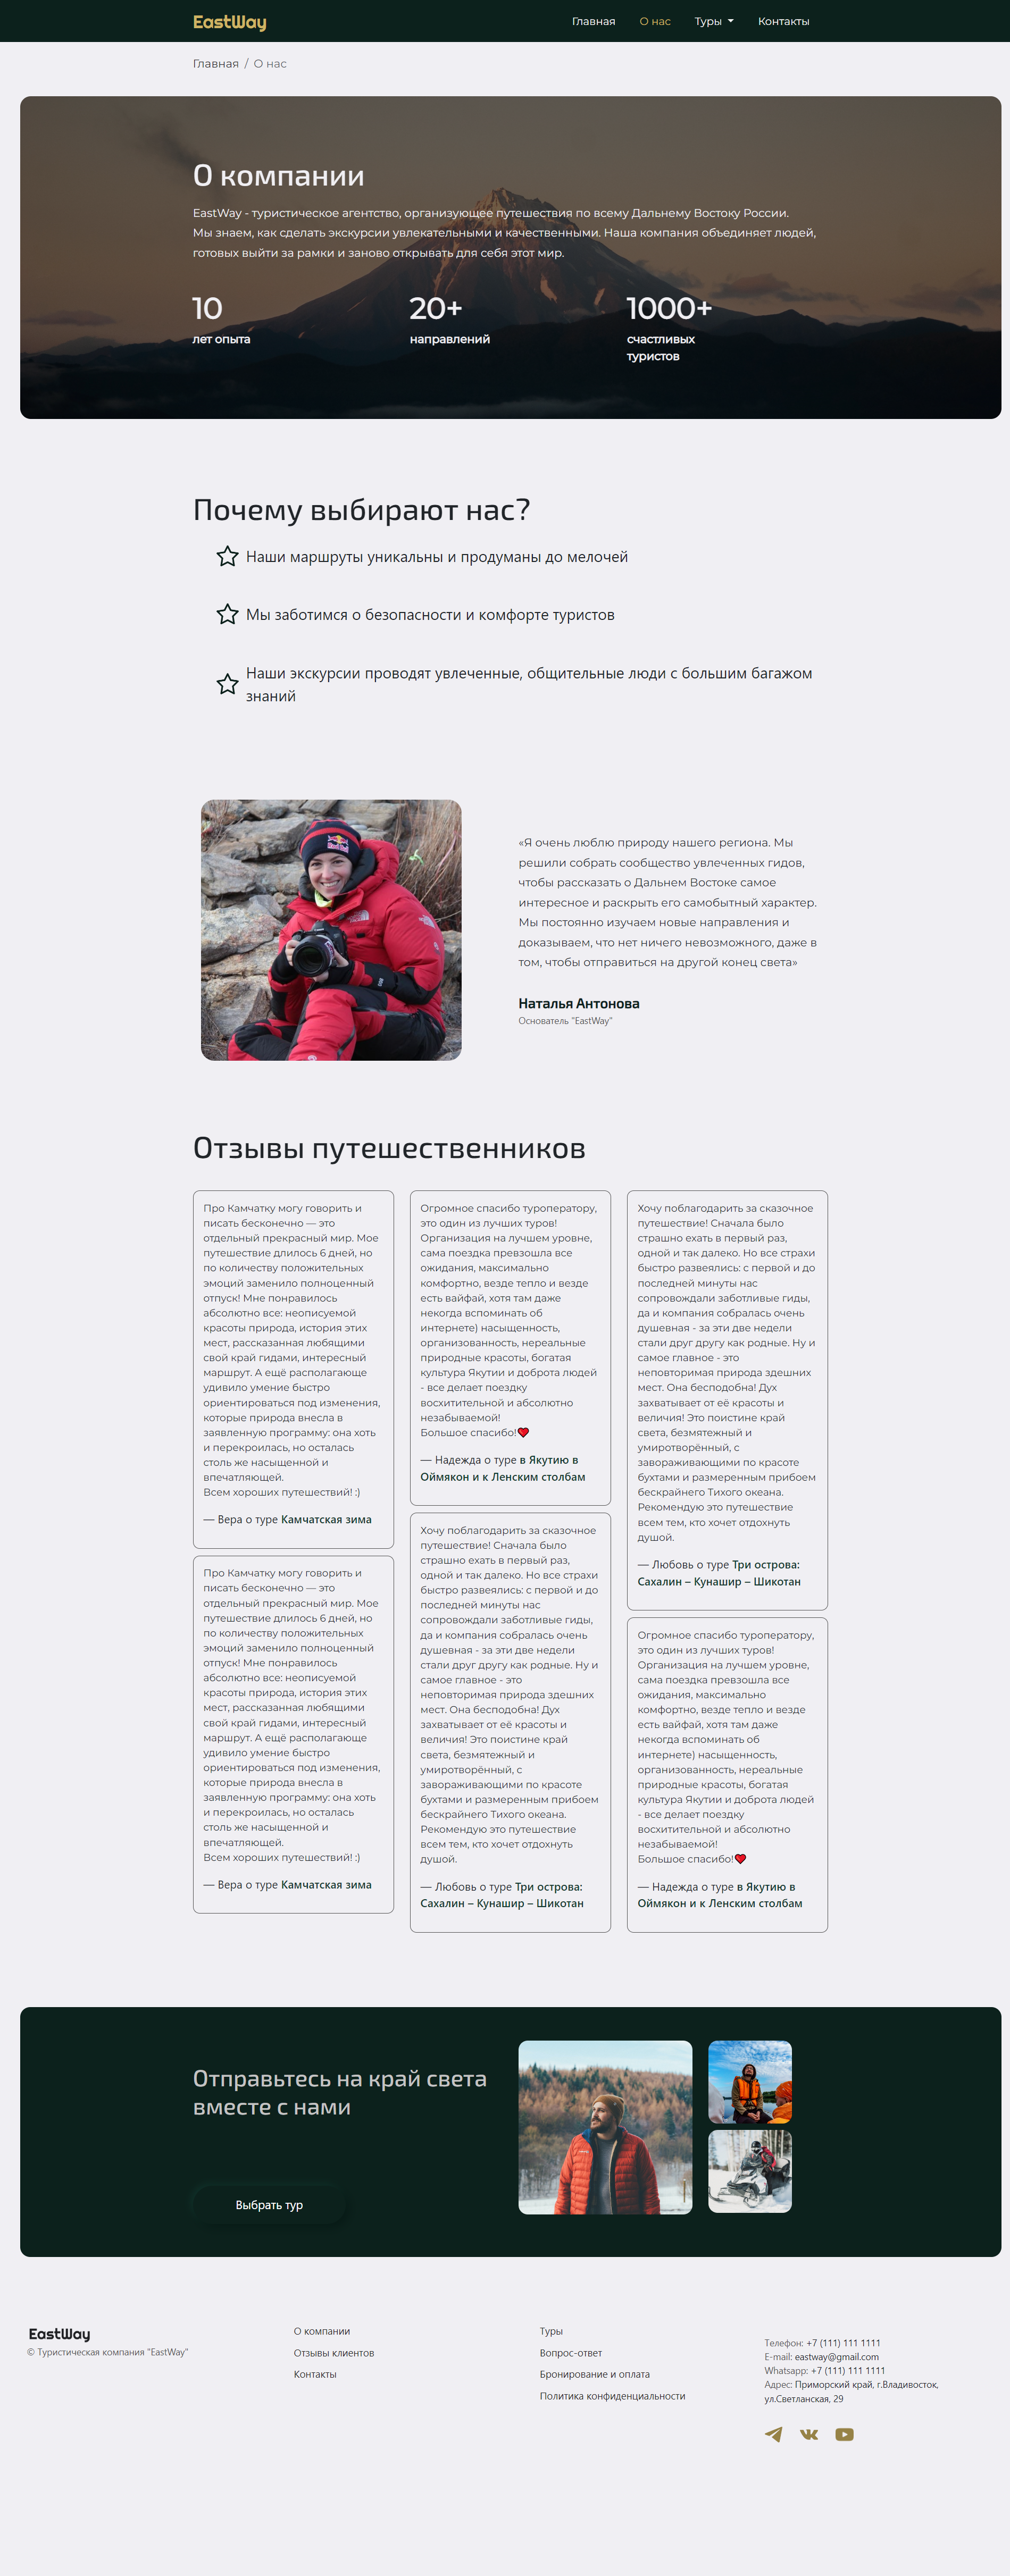 EastWay
Главная
О нас
Туры
Контакты
Главная / О нас
О компании
EastWay - туристическое агентство, организующее путешествия по всему Дальнему Востоку России.
Мы знаем, как сделать экскурсии увлекательными и качественными. Наша компания объединяет людей,
готовых выйти за рамки и заново открывать для себя этот мир.
10
лет опыта
20+
направлений
1000+
счастливых
туристов
Почему выбирают нас?
Наши маршруты уникальны и продуманы до мелочей
Мы заботимся о безопасности и комфорте туристов
Наши экскурсии проводят увлеченные, общительные люди с большим багажом
знаний
«Я очень люблю природу нашего региона. Мы
решили собрать сообщество увлеченных гидов,
чтобы рассказать о Дальнем Востоке самое
интересное и раскрыть его самобытный характер.
Мы постоянно изучаем новые направления и
доказываем, что нет ничего невозможного, даже в
том, чтобы отправиться на другой конец света»
Наталья Антонова
Основатель "EastWay"
Отзывы путешественников
Про Камчатку могу говорить и
писать бесконечно — это
отдельный прекрасный мир. Мое
путешествие длилось 6 дней, но
по количеству положительных
эмоций заменило полноценный
отпуск! Мне понравилось
абсолютно все: неописуемой
красоты природа, история этих
мест, рассказанная любящими
свой край гидами, интересный
маршрут. А ещё располагающе
удивило умение быстро
ориентироваться под изменения,
которые природа внесла в
заявленную программу: она хоть
и перекроилась, но осталась
столь же насыщенной и
впечатляющей.
Всем хороших путешествий! :)
— Вера о туре Камчатская зима
Про Камчатку могу говорить и
писать бесконечно — это
отдельный прекрасный мир. Мое
путешествие длилось 6 дней, но
по количеству положительных
эмоций заменило полноценный
отпуск! Мне понравилось
абсолютно все: неописуемой
красоты природа, история этих
мест, рассказанная любящими
свой край гидами, интересный
маршрут. А ещё располагающе
удивило умение быстро
ориентироваться под изменения,
которые природа внесла в
заявленную программу: она хоть
и перекроилась, но осталась
столь же насыщенной и
впечатляющей.
Всем хороших путешествий! :)
— Вера о туре Камчатская зима
Огромное спасибо туроператору,
это один из лучших туров!
Организация на лучшем уровне,
сама поездка превзошла все
ожидания, максимально
комфортно, везде тепло и везде
есть вайфай, хотя там даже
некогда вспоминать об
интернете) насыщенность,
организованность, нереальные
природные красоты, богатая
культура Якутии и доброта людей
- все делает поездку
восхитительной и абсолютно
незабываемой!
Большое спасибо!❤
— Надежда о туре в Якутию в
Оймякон и к Ленским столбам
Хочу поблагодарить за сказочное
путешествие! Сначала было
страшно ехать в первый раз,
одной и так далеко. Но все страхи
быстро развеялись: с первой и до
последней минуты нас
сопровождали заботливые гиды,
да и компания собралась очень
душевная - за эти две недели
стали друг другу как родные. Ну и
самое главное - это
неповторимая природа здешних
мест. Она бесподобна! Дух
захватывает от её красоты и
величия! Это поистине край
света, безмятежный и
умиротворённый, с
завораживающими по красоте
бухтами и размеренным прибоем
бескрайнего Тихого океана.
Рекомендую это путешествие
всем тем, кто хочет отдохнуть
душой.
— Любовь о туре Три острова:
Сахалин – Кунашир – Шикотан
Хочу поблагодарить за сказочное
путешествие! Сначала было
страшно ехать в первый раз,
одной и так далеко. Но все страхи
быстро развеялись: с первой и до
последней минуты нас
сопровождали заботливые гиды,
да и компания собралась очень
душевная - за эти две недели
стали друг другу как родные. Ну и
самое главное - это
неповторимая природа здешних
мест. Она бесподобна! Дух
захватывает от её красоты и
величия! Это поистине край
света, безмятежный и
умиротворённый, с
завораживающими по красоте
бухтами и размеренным прибоем
бескрайнего Тихого океана.
Рекомендую это путешествие
всем тем, кто хочет отдохнуть
душой.
— Любовь о туре Три острова:
Сахалин – Кунашир – Шикотан
Огромное спасибо туроператору,
это один из лучших туров!
Организация на лучшем уровне,
сама поездка превзошла все
ожидания, максимально
комфортно, везде тепло и везде
есть вайфай, хотя там даже
некогда вспоминать об
интернете) насыщенность,
организованность, нереальные
природные красоты, богатая
культура Якутии и доброта людей
- все делает поездку
восхитительной и абсолютно
незабываемой!
Большое спасибо!❤
— Надежда о туре в Якутию в
Оймякон и к Ленским столбам
Отправьтесь на край света
вместе с нами
Выбрать тур
EastWay
© Туристическая компания "EastWay"
О компании
Отзывы клиентов
Контакты
Туры
Вопрос-ответ
Бронирование и оплата
Политика конфиденциальности
Телефон: +7 (111) 111 1111
E-mail: eastway@gmail.com
Whatsapp: +7 (111) 111 1111
Адрес: Приморский край, г.Владивосток,
ул.Светланская, 29